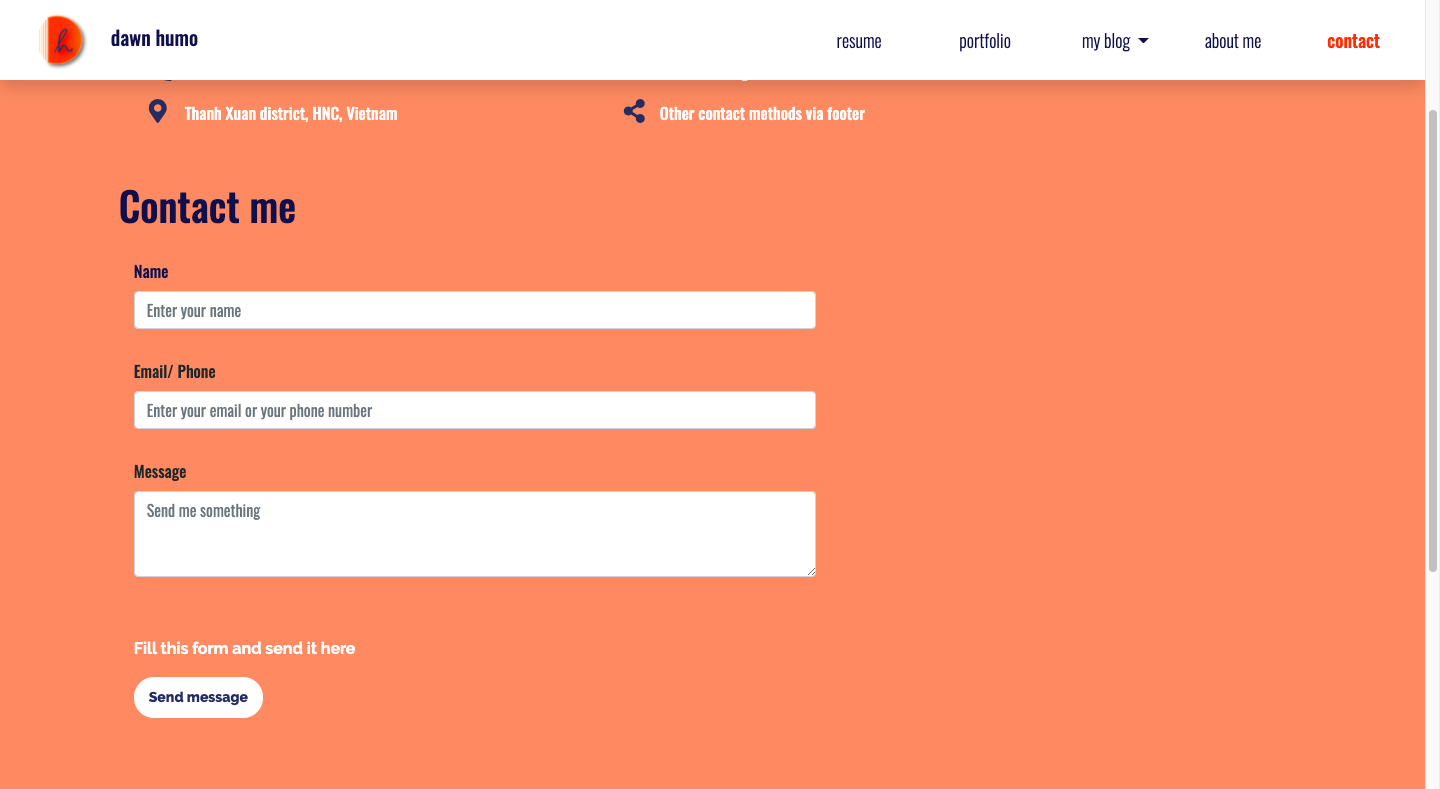 h
dawn humo
resume
portfolio
my blog
about me
contact
Thanh Xuan district, HNC, Vietnam
Other contact methods via footer
Contact me
Name
Enter your name
Email/ Phone
Enter your email or your phone number
Message
Send me something
Fill this form and send it here
Send message